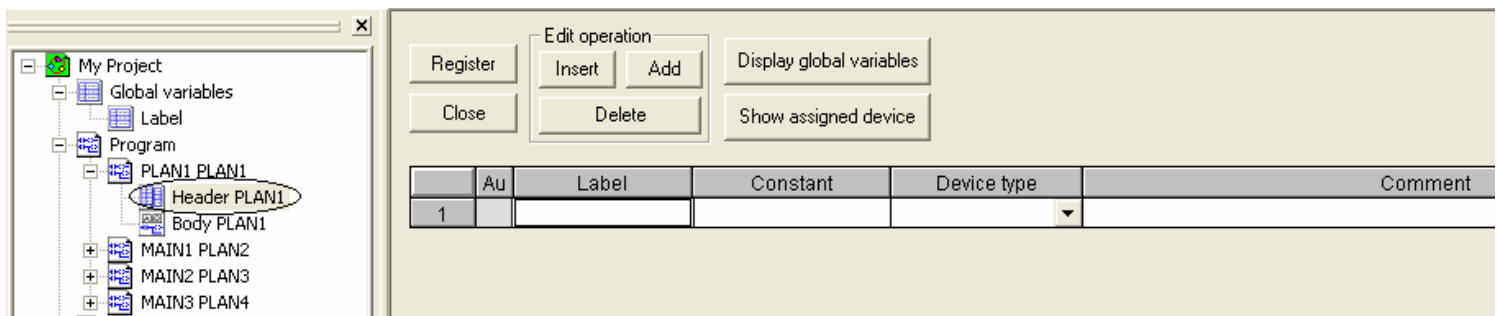 My Project
Global variables
Label
Program
PLAN1 PLAN1
Header PLAN1
Body PLAN1
MAIN1 PLAN2
MAIN2 PLAN3
MAIN3 PLAN4
Register
Close
Edit operation
Insert Add
Delete
Display global variables
Show assigned device
Au Label Constant Device type Comment
1